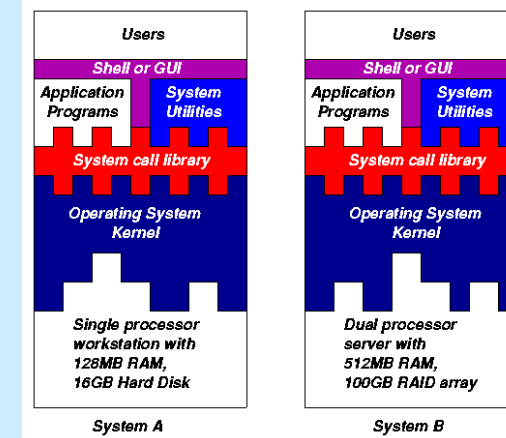 Users
Shell or GUI
Application
Programs
System
Utilities
System call library
Operating System
Kernel
Single processor
workstation with
128MB RAM,
16GB Hard Disk
System A
Users
Shell or GUI
Application
Programs
System
Utilities
System call library
Operating System
Kernel
Dual processor
server with
512MB RAM,
100GB RAID array
System B